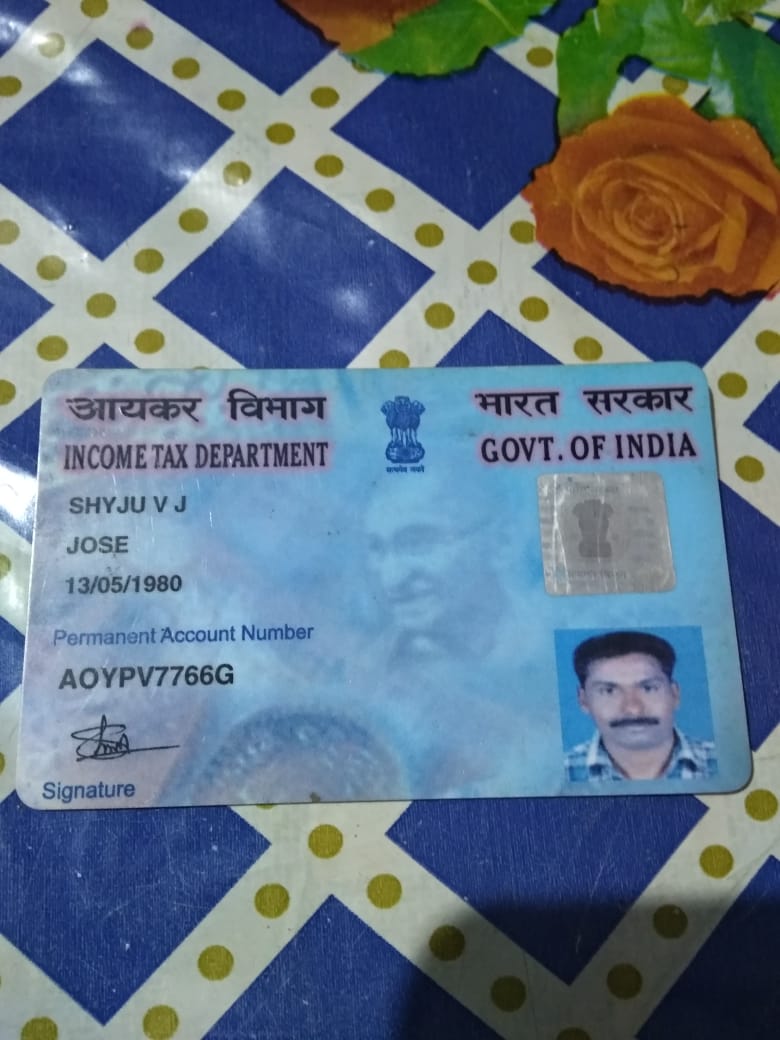 आयकर विभाग
भारत सरकार
INCOME TAX DEPARTMENT
GOVT. OF INDIA
सत्यमेव जयते
SHYJU V J
JOSE
13/05/1980
Permanent Account Number
AOYPV7766G
Signature